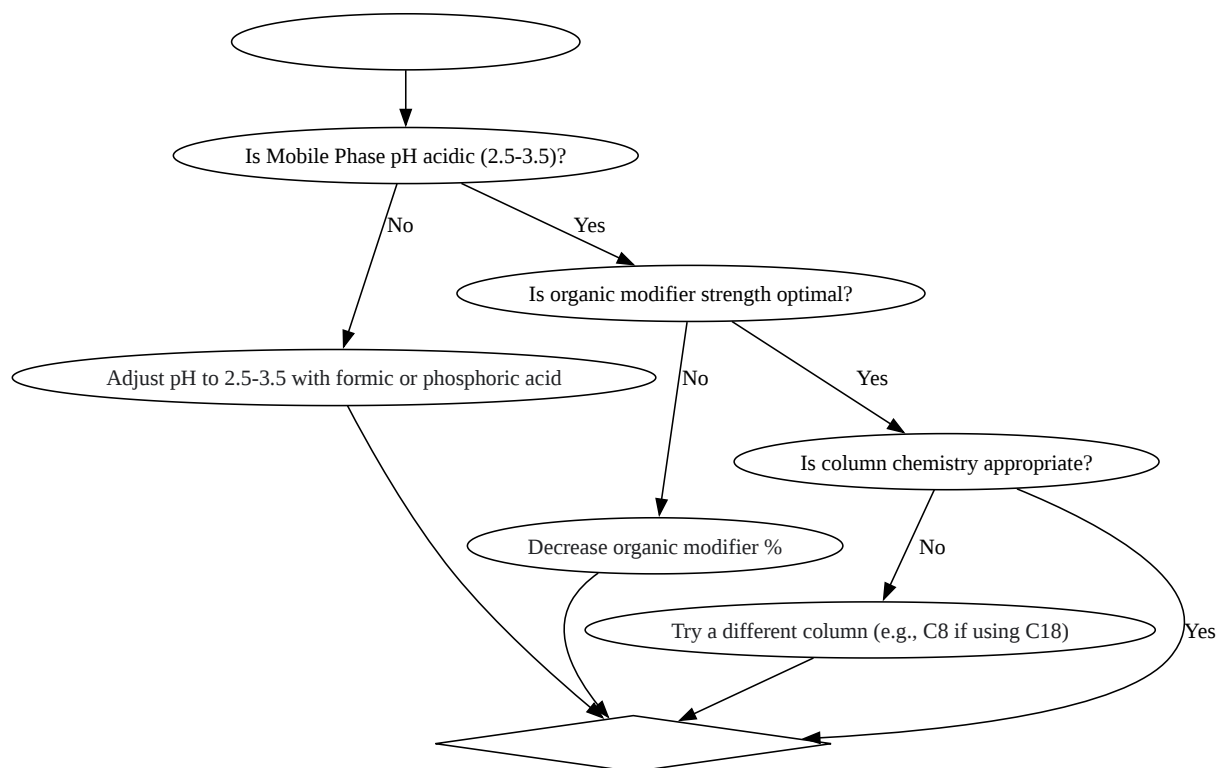 Is Mobile Phase pH acidic (2.5-3.5)?
No
Yes
Is organic modifier strength optimal?
Adjust pH to 2.5-3.5 with formic or phosphoric acid
No
Yes
Is column chemistry appropriate?
Decrease organic modifier %
No
Try a different column (e.g., C8 if using C18)
Yes